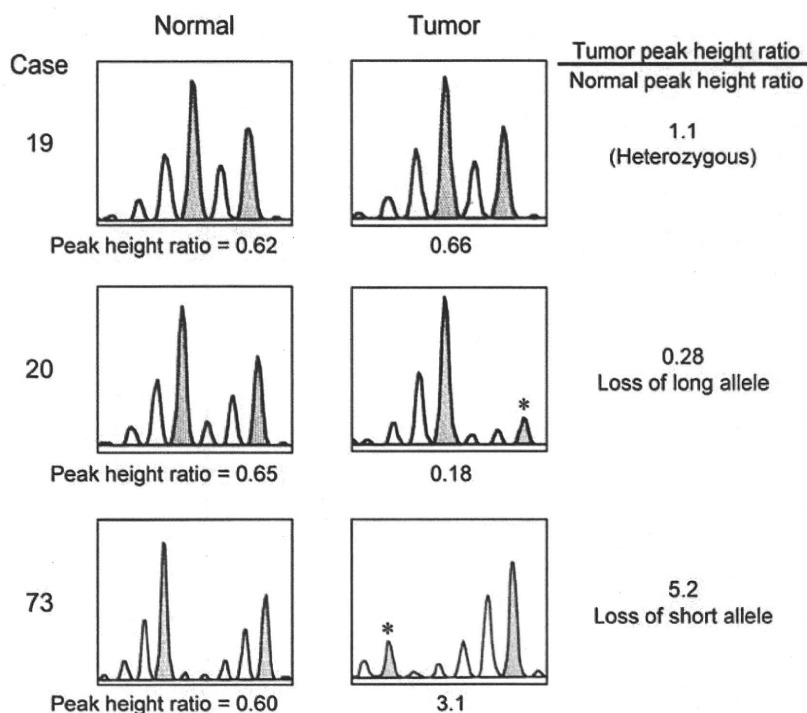 Normal
Tumor
Tumor peak height ratio
Normal peak height ratio
Case
19
1.1
(Heterozygous)
Peak height ratio = 0.62
0.66
20
*
0.28
Loss of long allele
Peak height ratio = 0.65
0.18
73
*
5.2
Loss of short allele
Peak height ratio = 0.60
3.1